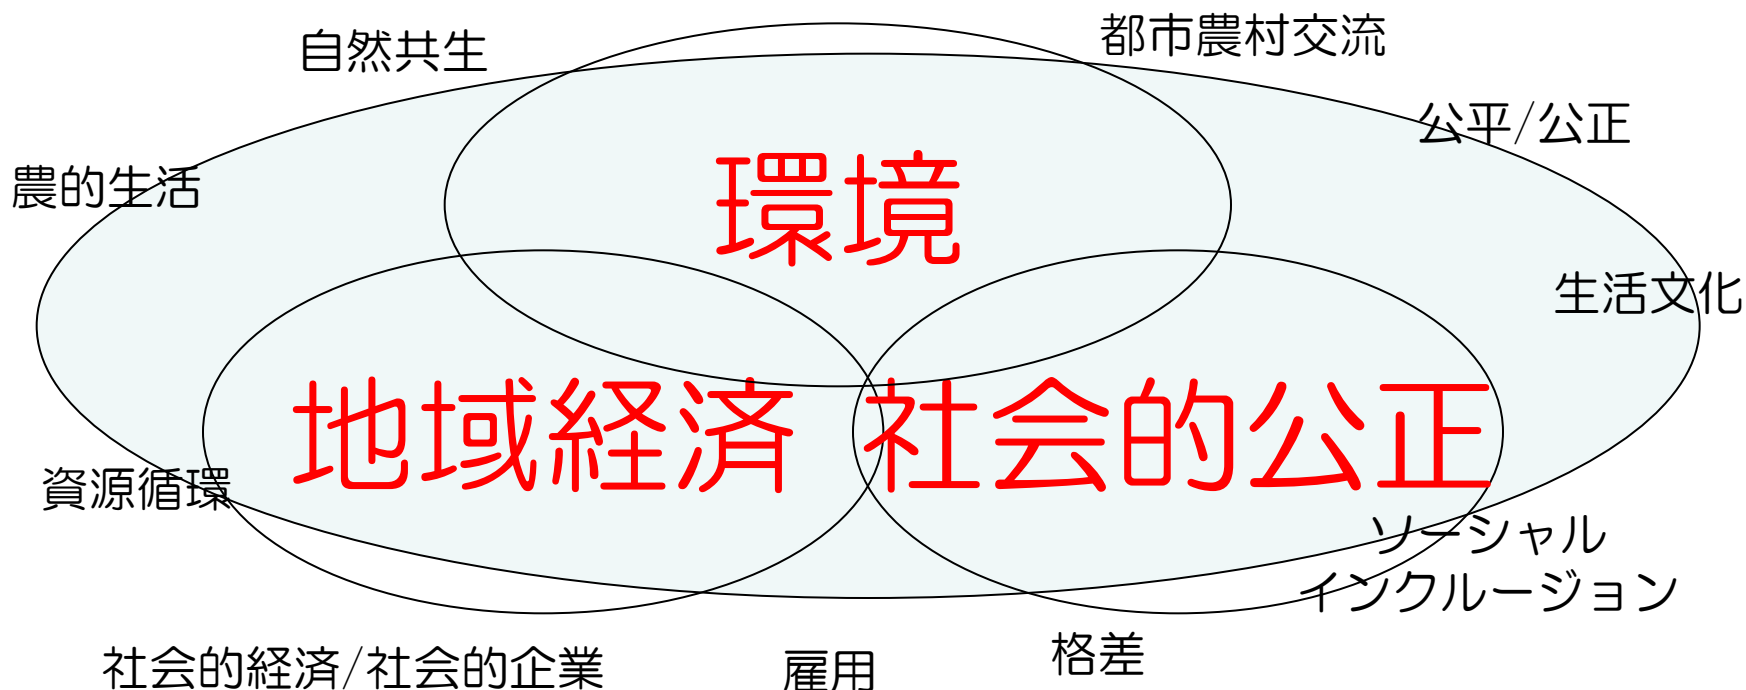 自然共生
都市農村交流
公平/公正
農的生活
環境
生活文化
地域経済
社会的公正
資源循環
ソーシャル
インクルージョン
社会的経済/社会的企業
雇用
格差